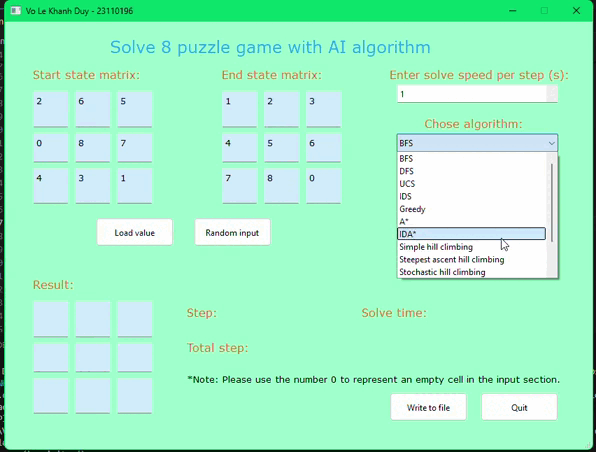 Vo Le Khanh Duy - 23110196
Solve 8 puzzle game with AI algorithm
Start state matrix:
End state matrix:
Enter solve speed per step (s):
2 6 5
0 8 7
4 3 1
1 2 3
4 5 6
7 8 0
1
Chose algorithm:
BFS
BFS
DFS
UCS
IDS
Greedy
A*
IDA*
Simple hill climbing
Steepest ascent hill climbing
Stochastic hill climbing
Load value
Random input
Result:
Step:
Solve time:
Total step:
*Note: Please use the number 0 to represent an empty cell in the input section.
Write to file
Quit